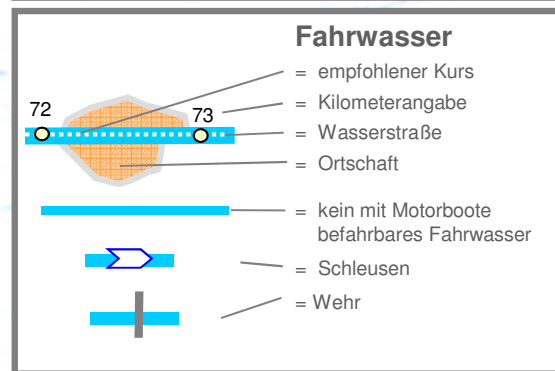 Fahrwasser
= empfohlener Kurs
72
73
= Kilometerangabe
= Wasserstraße
= Ortschaft
= kein mit Motorboote
befahrbares Fahrwasser
= Schleusen
= Wehr